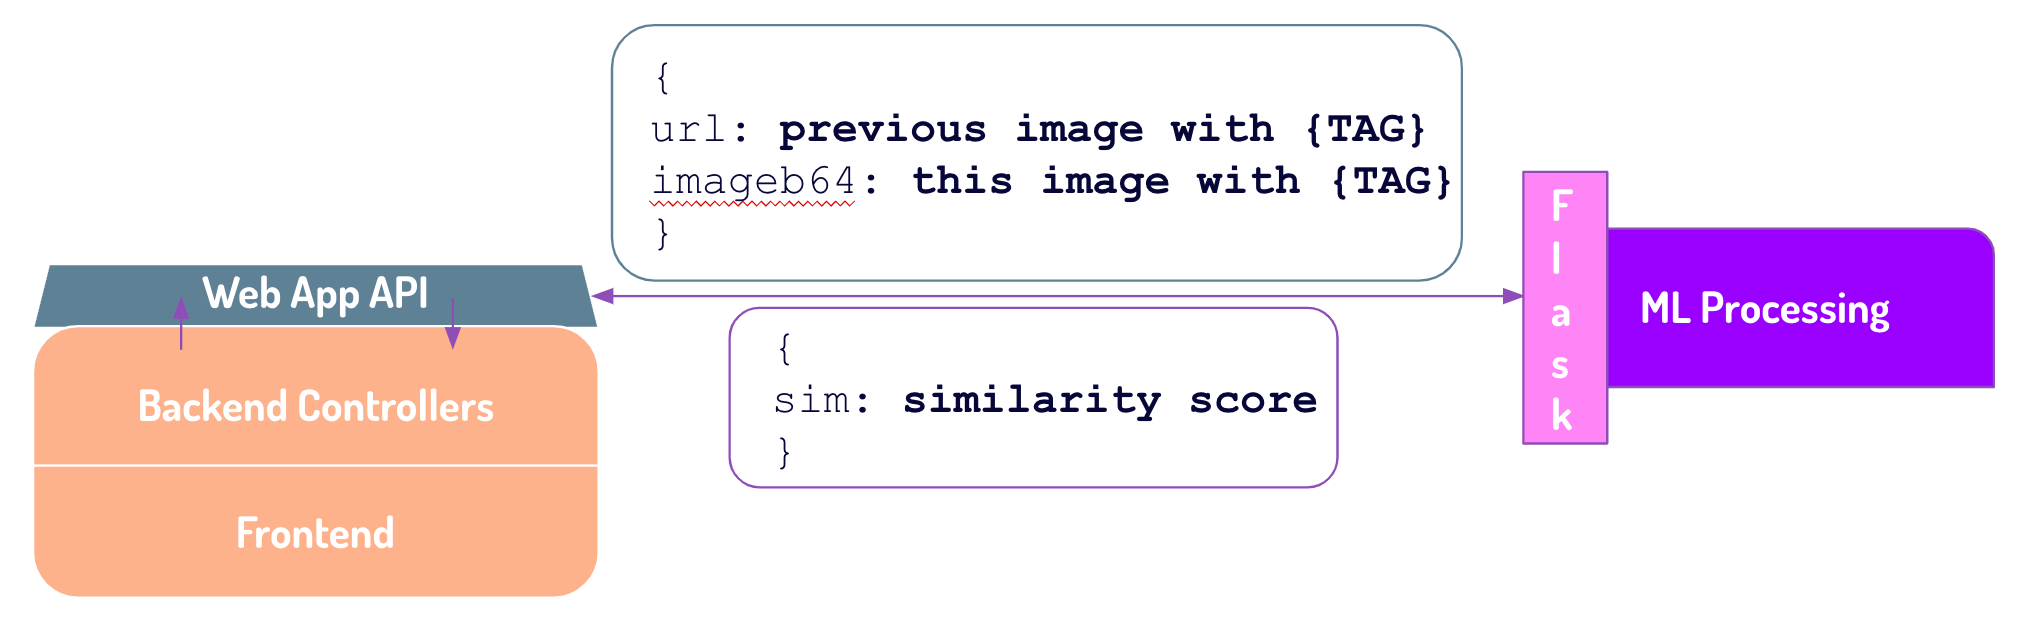 {
url: previous image with {TAG}
imageb64: this image with {TAG}
}
Web App API
Backend Controllers
Frontend
{
sim: similarity score
}
F
l
a
s
k
ML Processing